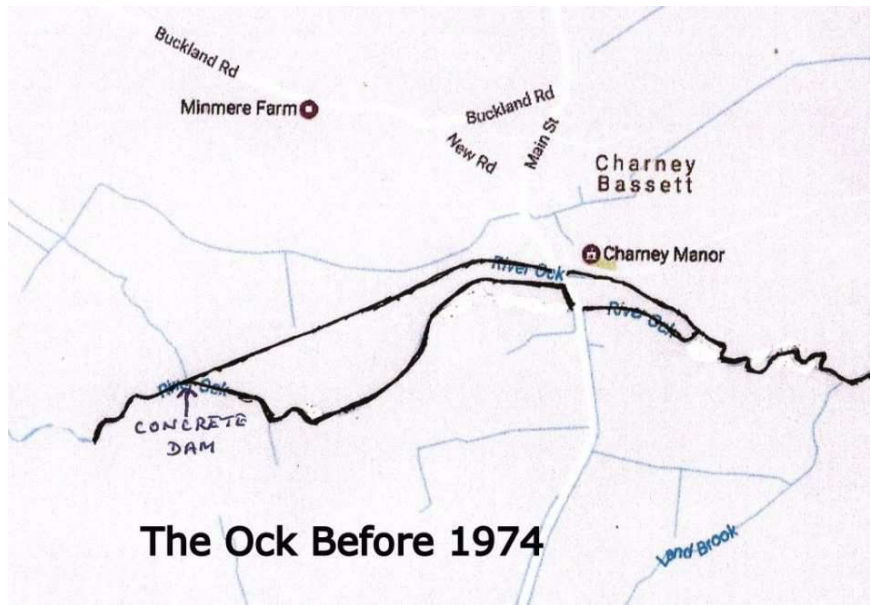 Buckland Rd
Minmere Farm
Buckland Rd
New Rd
Main St
Charney
Bassett
Charney Manor
River Ock
River Ock
River Ock
CONCRETE
DAM
The Ock Before 1974
Land Brook